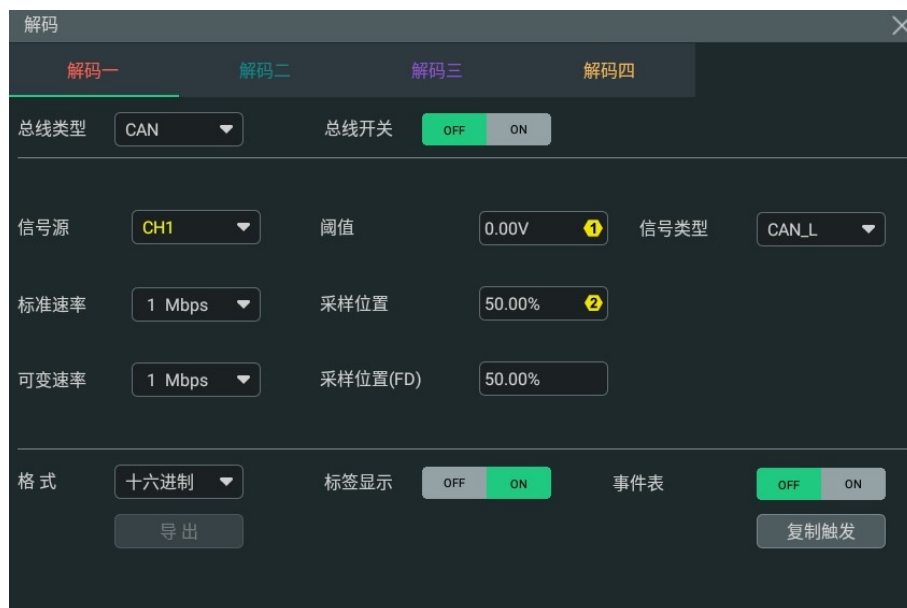 解码
解码一 解码二 解码三 解码四
总线类型 CAN 总线开关 OFF ON
信号源 CH1 阈值 0.00V 1 信号类型 CAN_L
标准速率 1 Mbps 采样位置 50.00% 2
可变速率 1 Mbps 采样位置(FD) 50.00%
格式 十六进制 标签显示 OFF ON 事件表 OFF ON
导出 复制触发